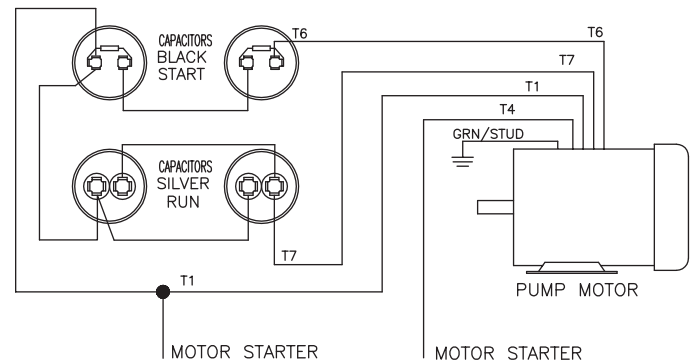 T6
T6
CAPACITORS
BLACK
START
T7
T1
T4
GRN/STUD
CAPACITORS
SILVER
RUN
T7
T1
PUMP MOTOR
MOTOR STARTER
MOTOR STARTER